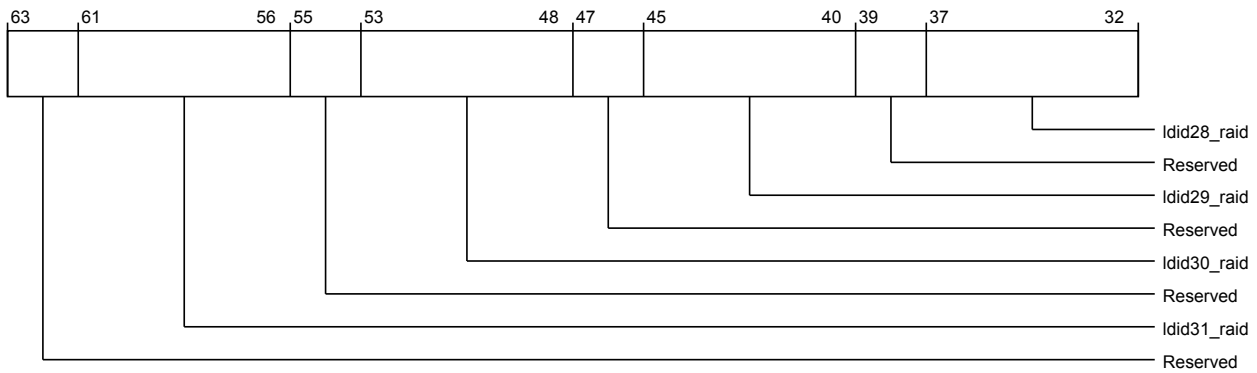 63 61 56 55 53 48 47 45 40 39 37 32
ldid28_raid
Reserved
ldid29_raid
Reserved
ldid30_raid
Reserved
ldid31_raid
Reserved